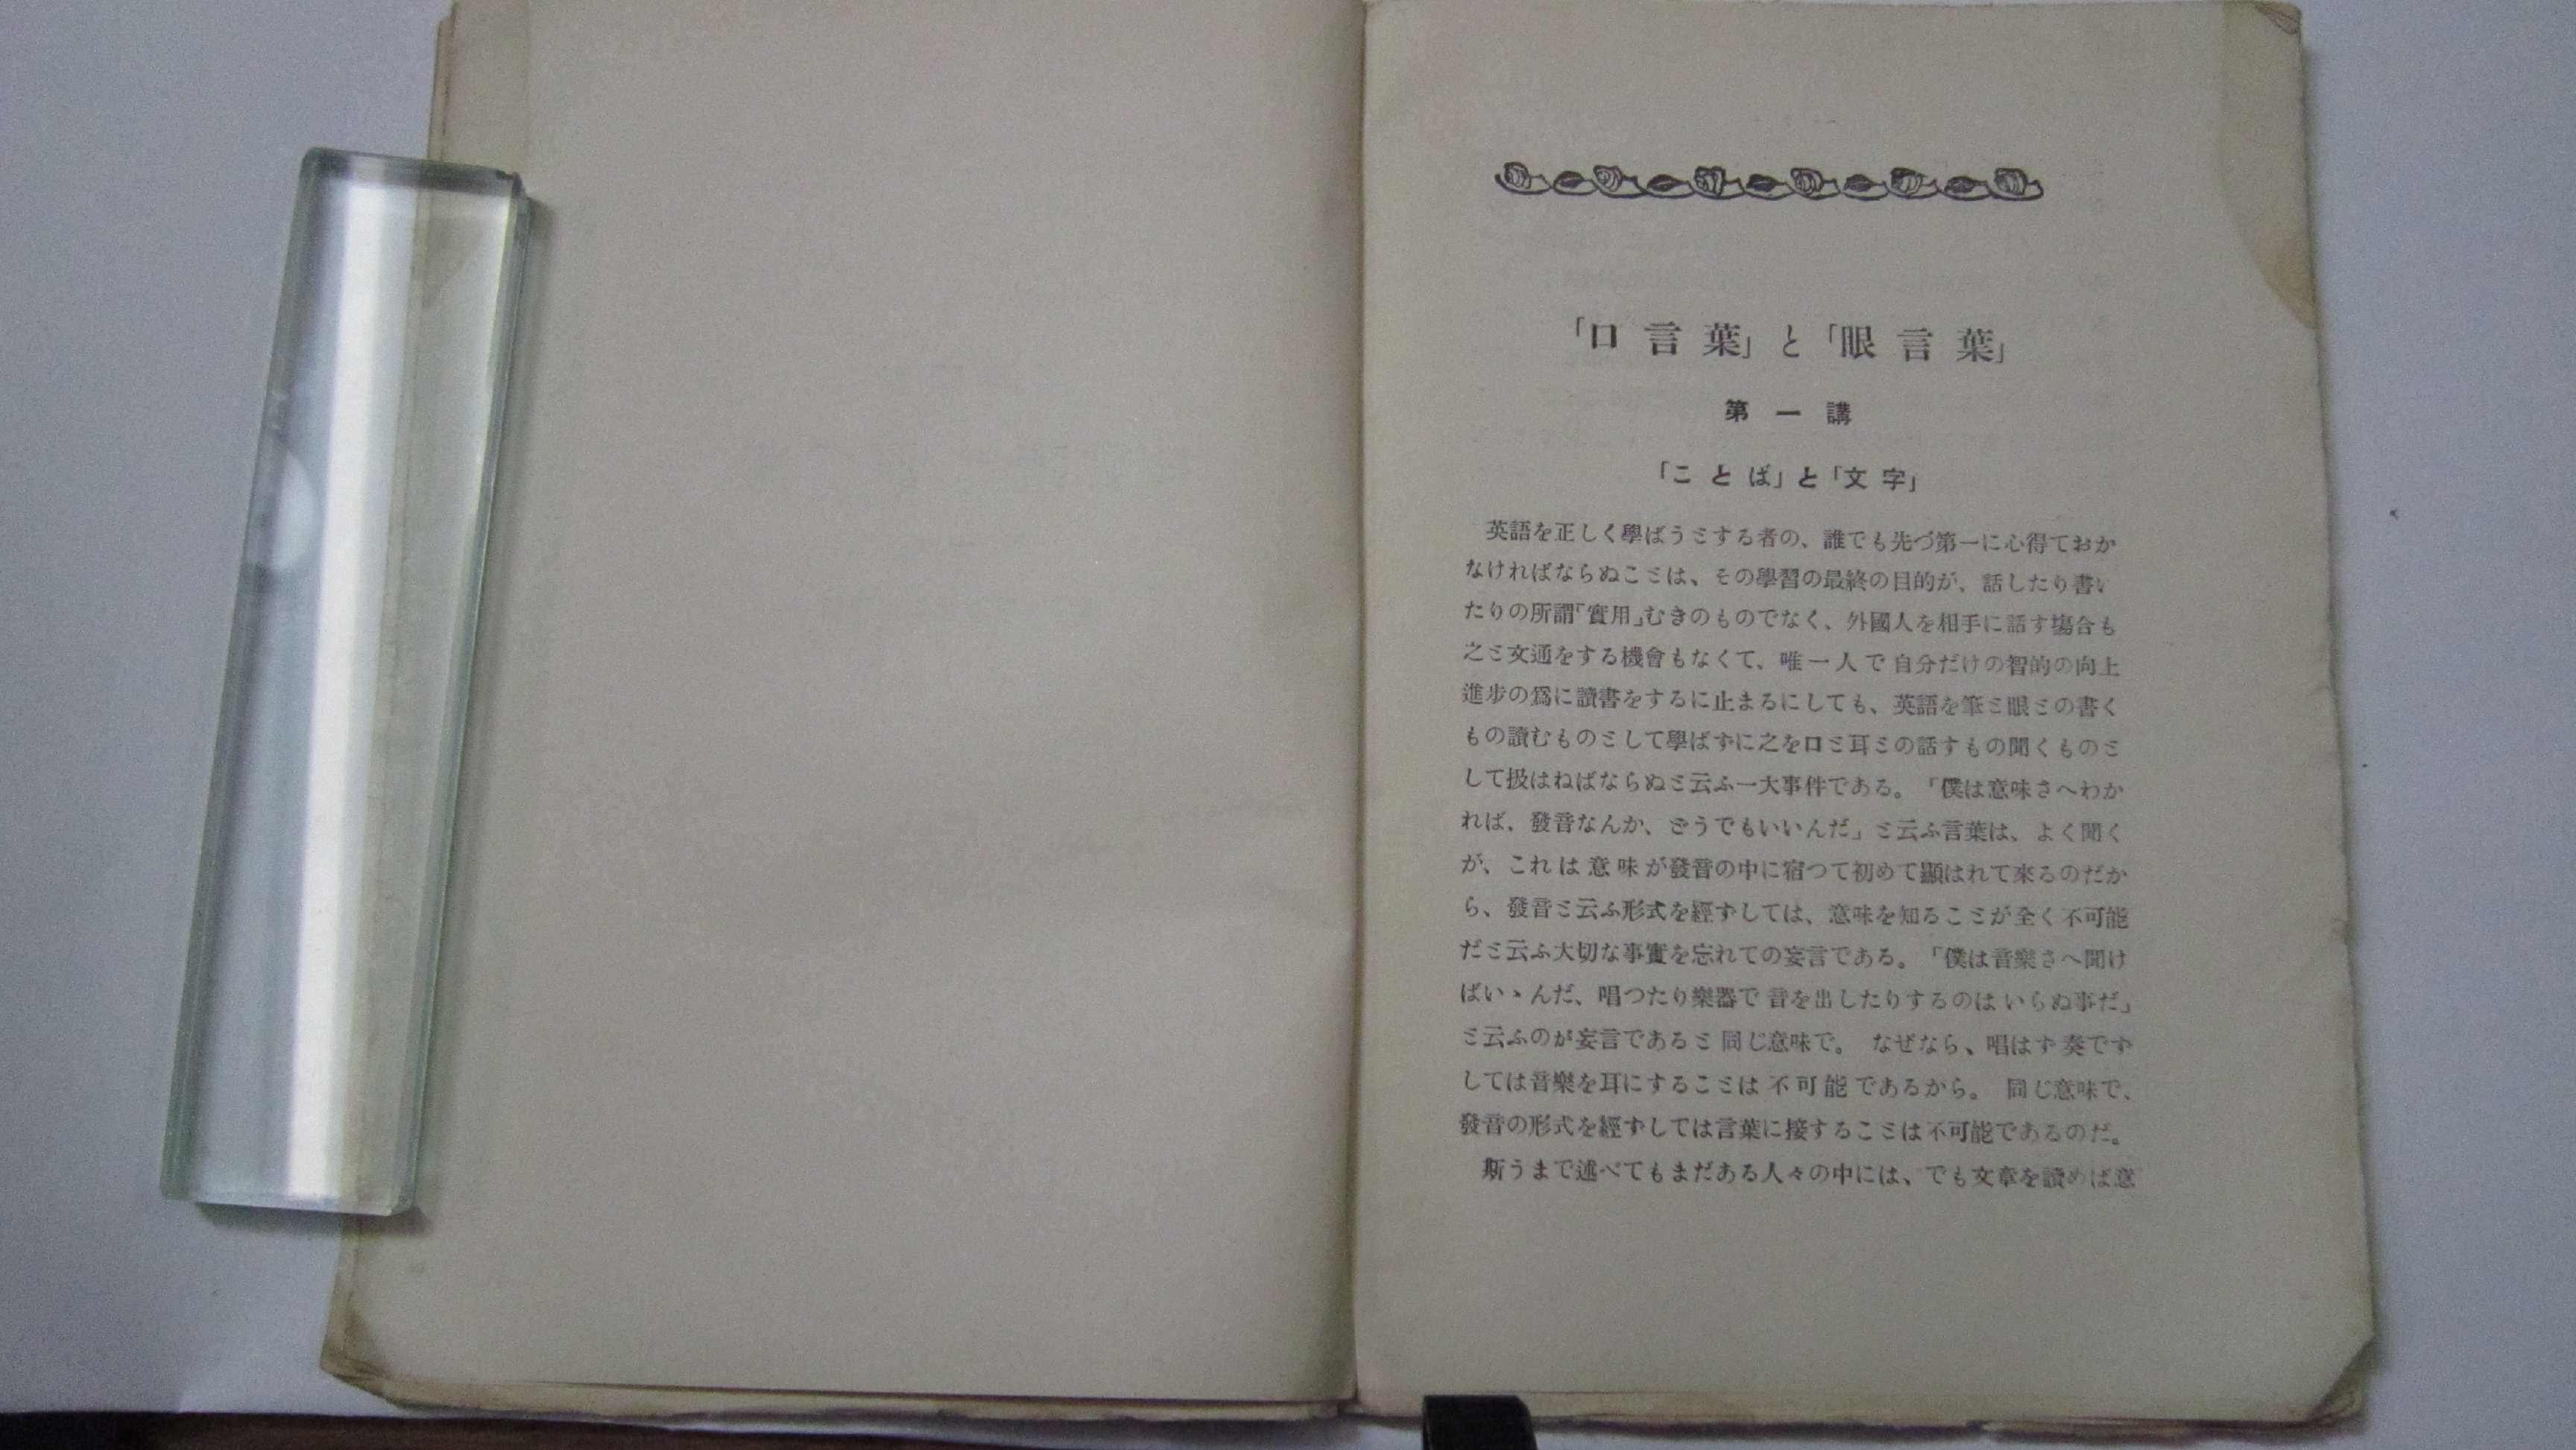 「口言葉」と「眼言葉」
第一講
「ことば」と「文字」
英語を正しく學ばうとする者の、誰でも先づ第一に心得ておか
なければならぬことは、その學習の最終の目的が、話したり書い
たりの所謂「實用」むきのものでなく、外國人を相手に話す塲合も
之と文通をする機會もなくて、唯一人で自分だけの智的の向上
進步の爲に讀書をするに止まるにしても、英語を筆と眼との書く
もの讀むものとして學ばずに之を口と耳との話すもの聞くものと
して扱はねばならぬと云ふ一大事件である。「僕は意味さへわか
れば、發音なんか、どうでもいいんだ」と云ふ言葉は、よく聞く
が、これは意味が發音の中に宿つて初めて顯はれて來るのだか
ら、發音と云ふ形式を經ずしては、意味を知ることが全く不可能
だと云ふ大切な事實を忘れての妄言である。「僕は音樂さへ聞け
ばいゝんだ、唱つたり樂器で音を出したりするのはいらぬ事だ」
と云ふのが妄言であると同じ意味で。なぜなら、唱はず奏でず
しては音樂を耳にすることは不可能であるから。同じ意味で、
發音の形式を經ずしては言葉に接することは不可能であるのだ。
斯うまで述べてもまだある人々の中には、でも文章を讀めば意